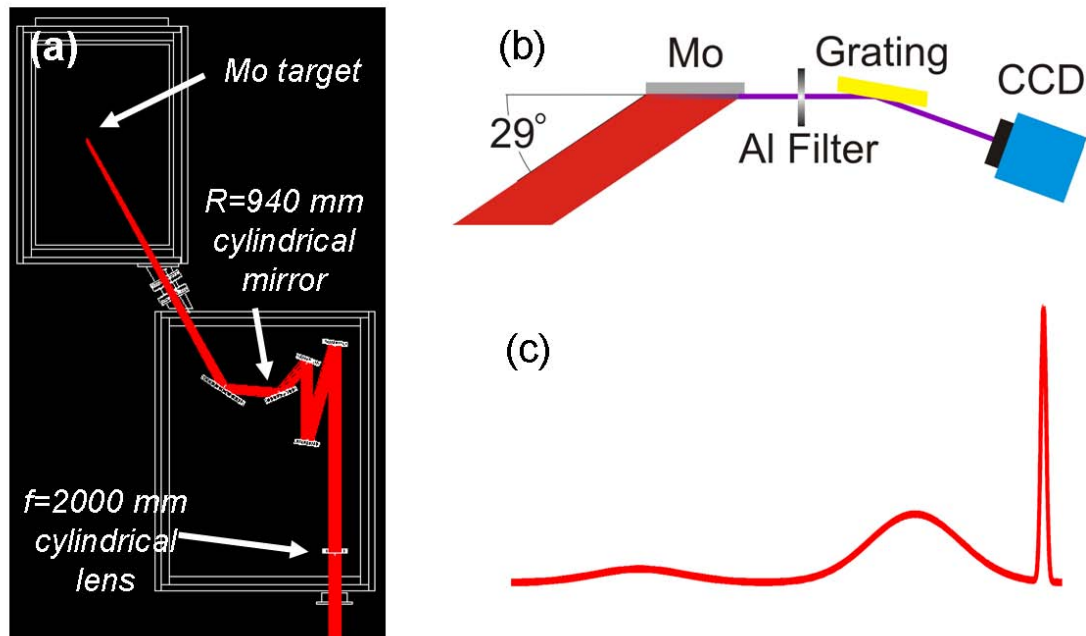 (a)
Mo target
R=940 mm
cylindrical
mirror
f=2000 mm
cylindrical
lens
(b)
Mo
Grating
CCD
29°
Al Filter
(c)